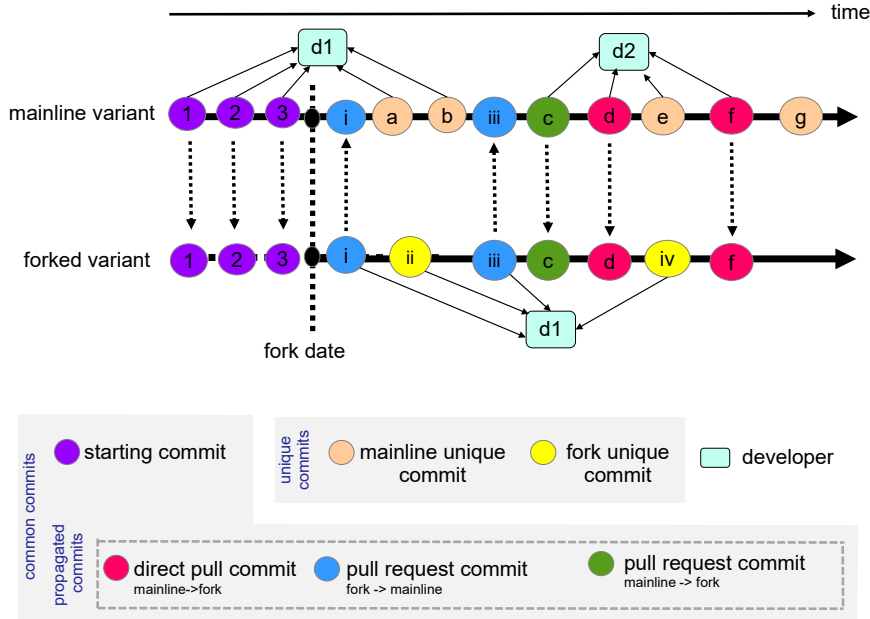 time
d1
d2
mainline variant
1
2
3
i
a
b
iii
c
d
e
f
g
forked variant
1
2
3
i
ii
iii
c
d
iv
f
d1
fork date
common commits
starting commit
unique
commits
mainline unique
commit
fork unique
commit
developer
propagated
commits
direct pull commit
mainline->fork
pull request commit
fork -> mainline
pull request commit
mainline -> fork